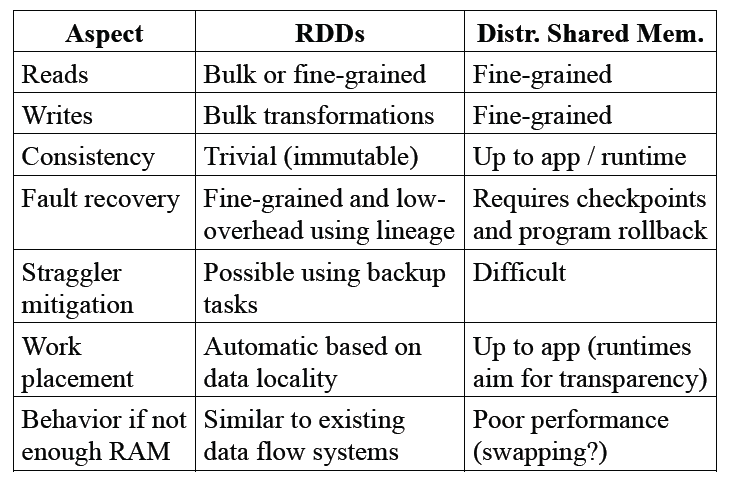 Aspect RDDs Distr. Shared Mem.
Reads Bulk or fine-grained Fine-grained
Writes Bulk transformations Fine-grained
Consistency Trivial (immutable) Up to app / runtime
Fault recovery Fine-grained and low- Requires checkpoints
overhead using lineage and program rollback
Straggler Possible using backup Difficult
mitigation tasks
Work Automatic based on Up to app (runtimes
placement data locality aim for transparency)
Behavior if not Similar to existing Poor performance
enough RAM data flow systems (swapping?)